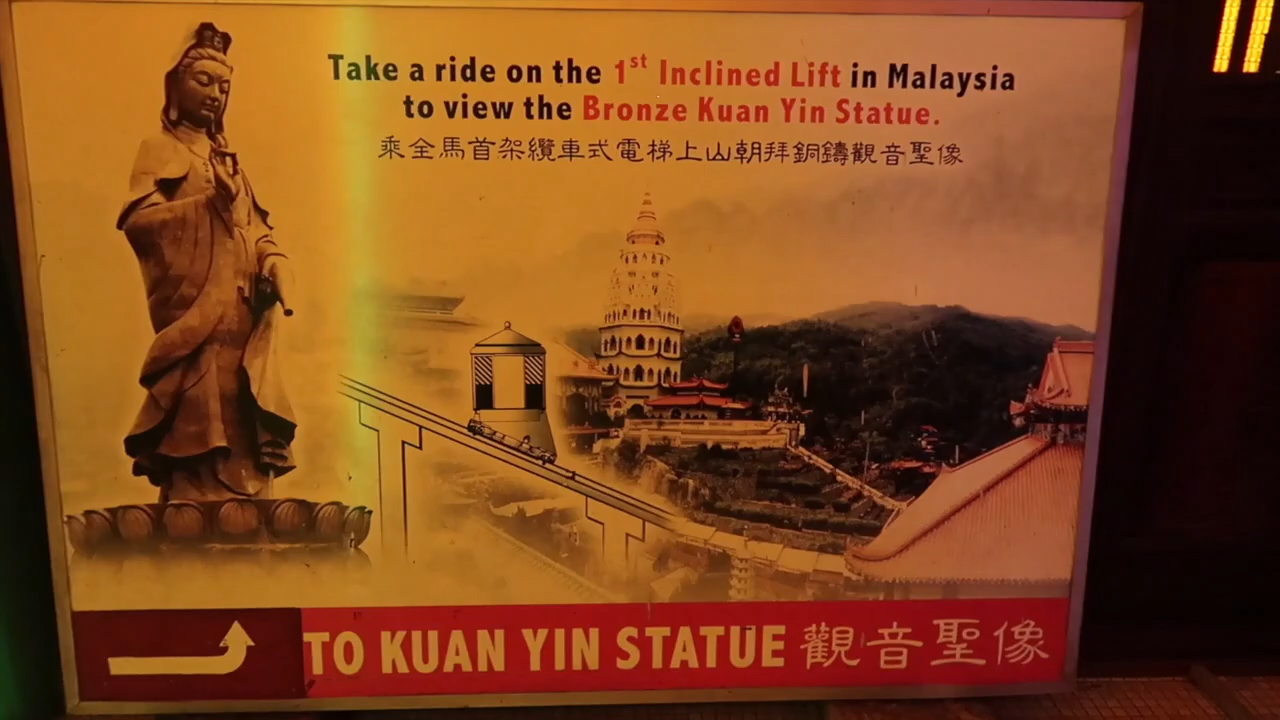 Take a ride on the 1st Inclined Lift in Malaysia
to view the Bronze Kuan Yin Statue.
乘全馬首架纜車式電梯上山朝拜銅鑄觀音聖像
TO KUAN YIN STATUE 觀音聖像